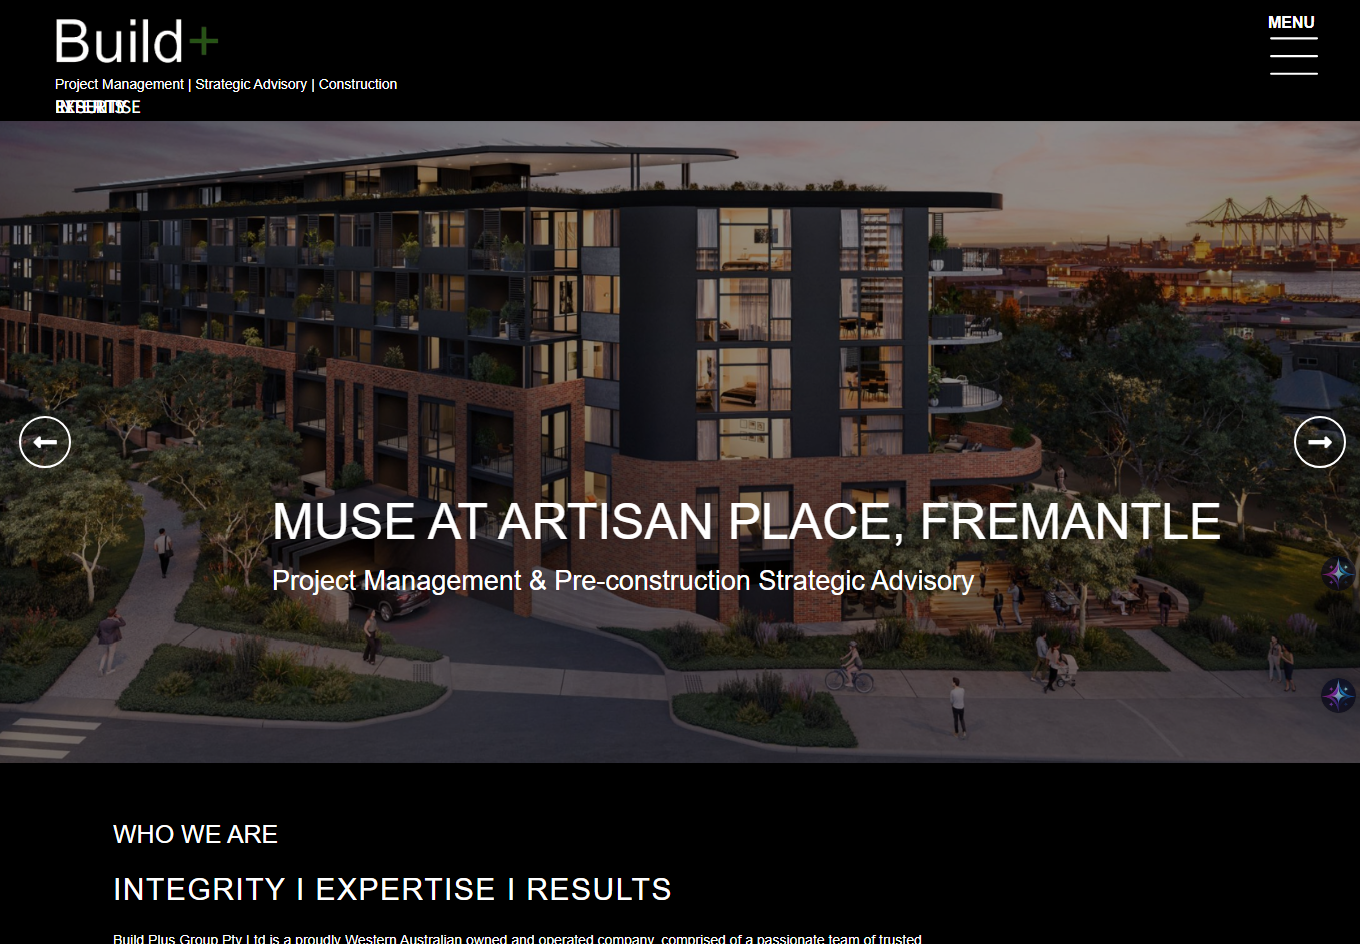 Build+
MENU
Project Management | Strategic Advisory | Construction
MUSE AT ARTISAN PLACE, FREMANTLE
Project Management & Pre-construction Strategic Advisory
WHO WE ARE
INTEGRITY I EXPERTISE I RESULTS
Build Plus Group Pty Ltd is a proudly Western Australian owned and operated company, comprised of a passionate team of trusted